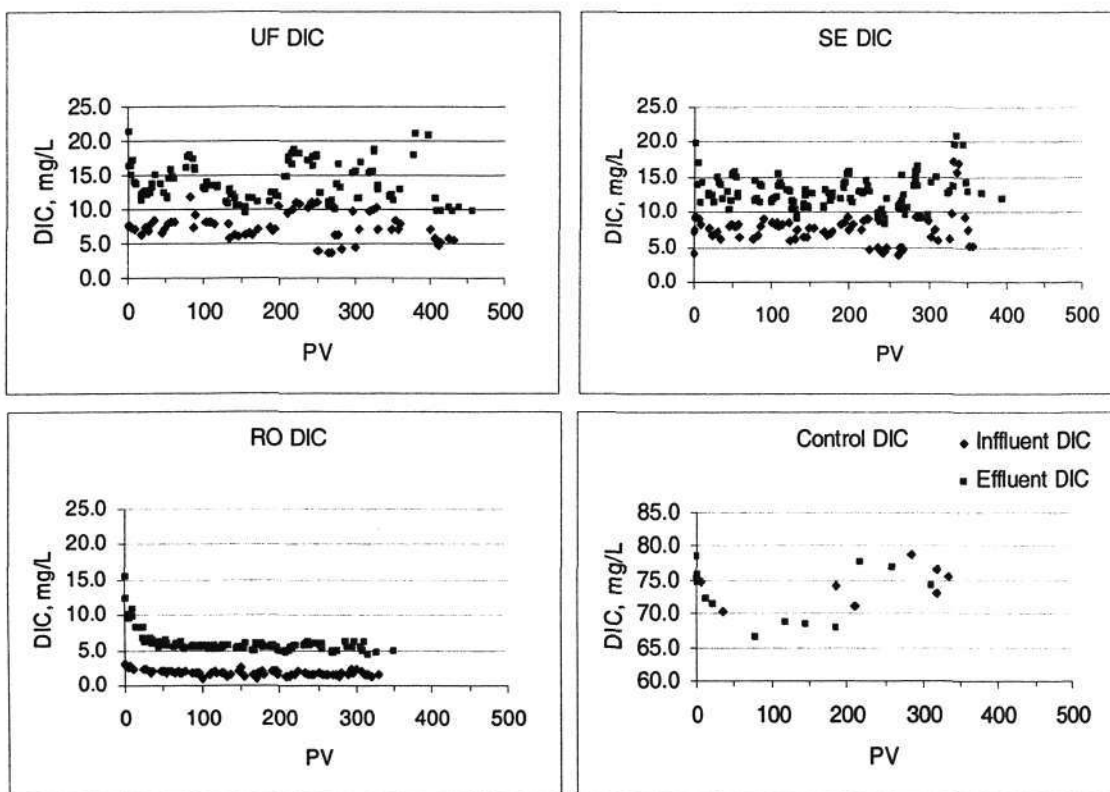 UF DIC
DIC, mg/L
25.0
20.0
15.0
10.0
5.0
0.0
0 100 200 300 400 500
PV
SE DIC
DIC, mg/L
25.0
20.0
15.0
10.0
5.0
0.0
0 100 200 300 400 500
PV
RO DIC
DIC, mg/L
25.0
20.0
15.0
10.0
5.0
0.0
0 100 200 300 400 500
PV
Control DIC
Inffluent DIC
Effluent DIC
DIC, mg/L
85.0
80.0
75.0
70.0
65.0
60.0
0 100 200 300 400 500
PV